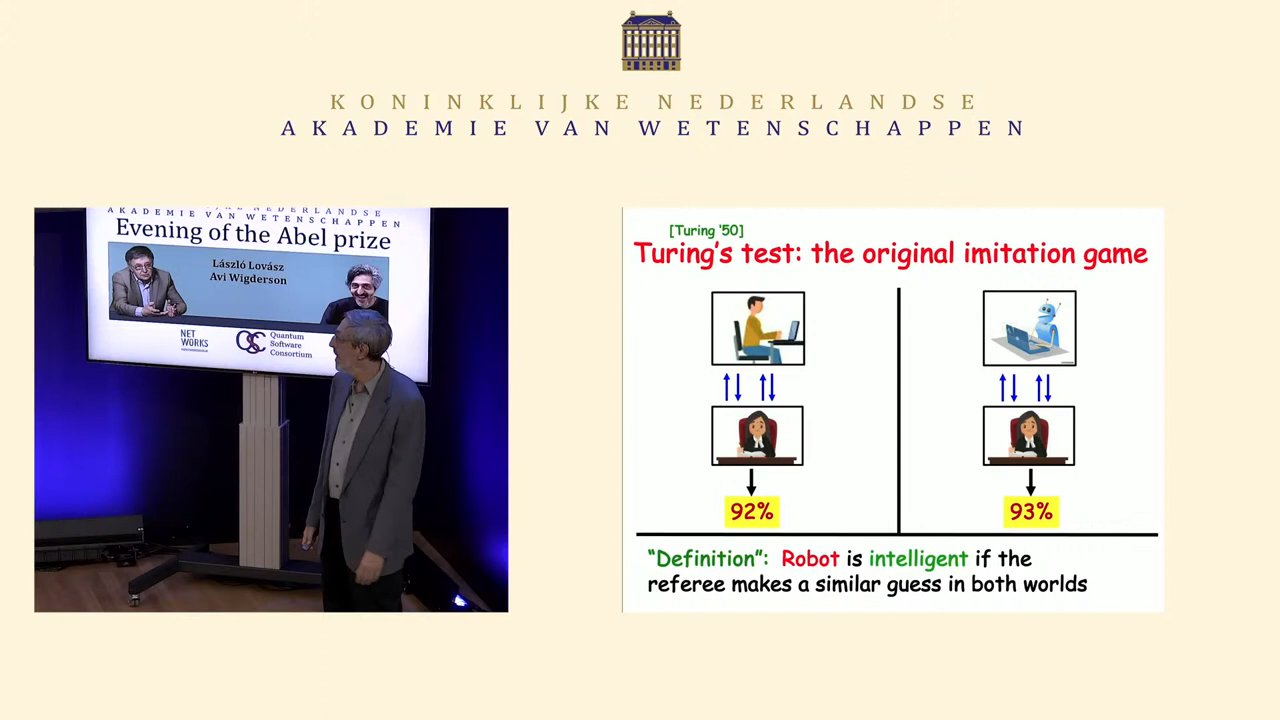 KONINKLIJKE NEDERLANDSE
AKADEMIE VAN WETENSCHAPPEN
NEDERLANDSE
AKADEMIE VAN WETENSCHAPPEN
Evening of the Abel prize
László Lovász
Avi Wigderson
NET
WORKS
QSC
Quantum
Software
Consortium
[Turing '50]
Turing's test: the original imitation game
92%
93%
“Definition”: Robot is intelligent if the
referee makes a similar guess in both worlds